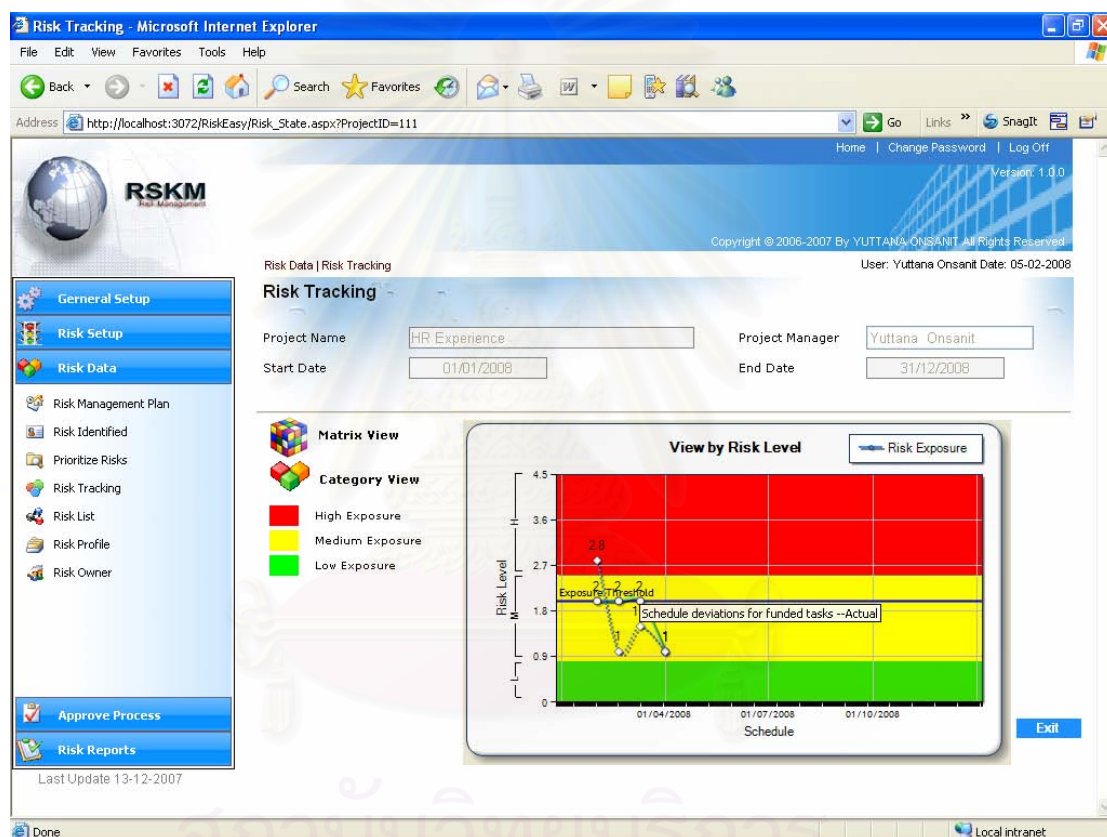 Risk Tracking - Microsoft Internet Explorer
File Edit View Favorites Tools Help
Back Search Favorites
Address http://localhost:3072/RiskEasy/Risk_State.aspx?ProjectID=111 Go Links » SnagIt
Home | Change Password | Log Off
Version: 1.0.0
RSKM
Risk Management
Copyright © 2006-2007 By YUTTANA ONSANIT All Rights Reserved
Risk Data | Risk Tracking
User: Yuttana Onsanit Date: 05-02-2008
Gerneral Setup
Risk Setup
Risk Data
Risk Management Plan
Risk Identified
Prioritize Risks
Risk Tracking
Risk List
Risk Profile
Risk Owner
Approve Process
Risk Reports
Last Update 13-12-2007
Risk Tracking
Project Name HR Experience Project Manager Yuttana Onsanit
Start Date 01/01/2008 End Date 31/12/2008
Matrix View
Category View
High Exposure
Medium Exposure
Low Exposure
View by Risk Level
Risk Exposure
4.5
3.6
2.7
1.8
0.9
0
H
M
L
Risk Level
2.8
2 2 2
Exposure Threshold
1
Schedule deviations for funded tasks --Actual
1 1
01/04/2008 01/07/2008 01/10/2008
Schedule
Exit
Done
Local intranet